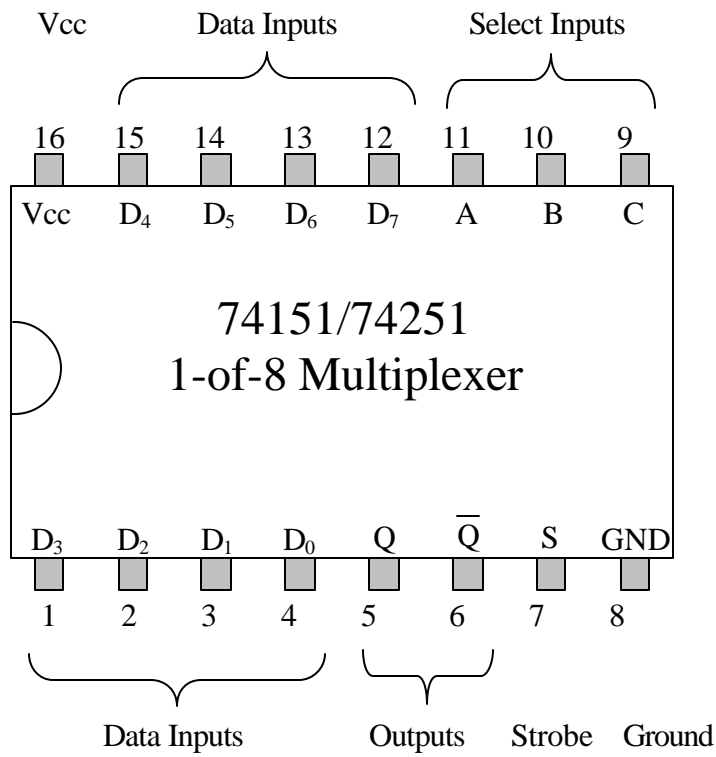 Vcc Data Inputs Select Inputs
16 15 14 13 12 11 10 9
Vcc D₄ D₅ D₆ D₇ A B C
74151/74251
1-of-8 Multiplexer
D₃ D₂ D₁ D₀ Q Q̅ S GND
1 2 3 4 5 6 7 8
Data Inputs Outputs Strobe Ground